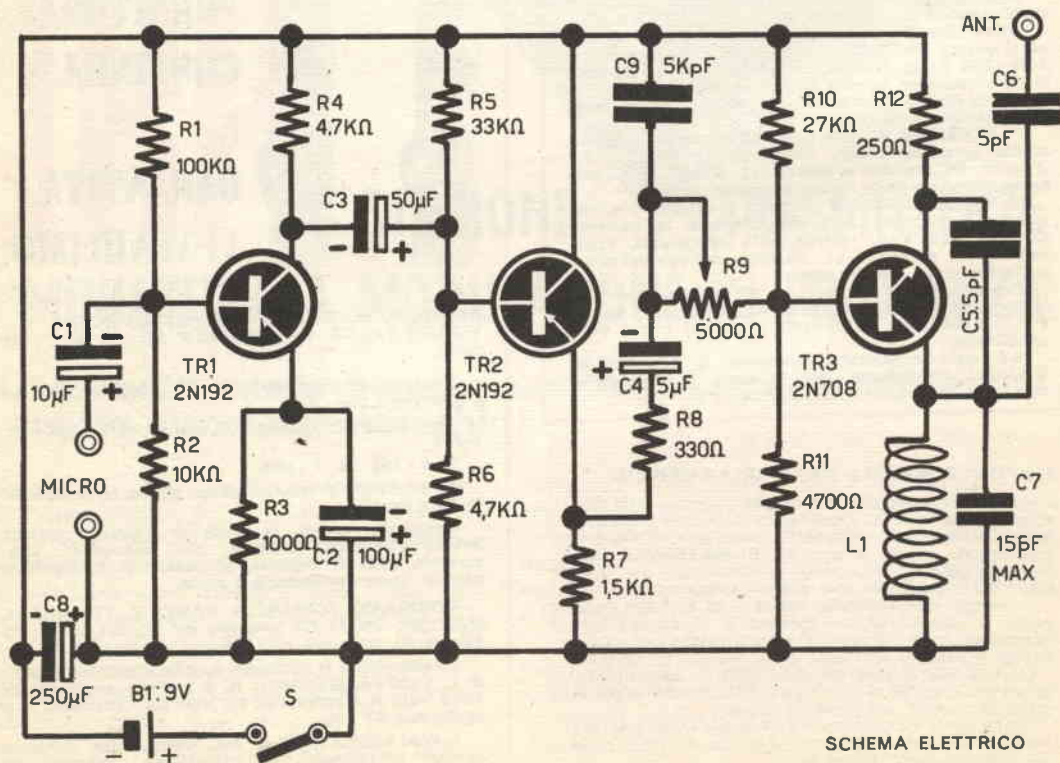 ANT.
C9
5KpF
C6
5pF
R1
100KΩ
R4
4.7KΩ
R5
33KΩ
R10
27KΩ
R12
250Ω
C3
50µF
-
+
R9
5000Ω
C5:5pF
C1
-
+
10µF
TR1
2N192
TR2
2N192
-
+
C4
5µF
TR3
2N708
MICRO
R2
10KΩ
R3
1000Ω
-
+
C2
100µF
R6
4,7KΩ
R8
330Ω
R7
1,5KΩ
R11
4700Ω
L1
C7
15pF
MAX
C8
-
+
250µF
B1:9V
-
+
S
SCHEMA ELETTRICO